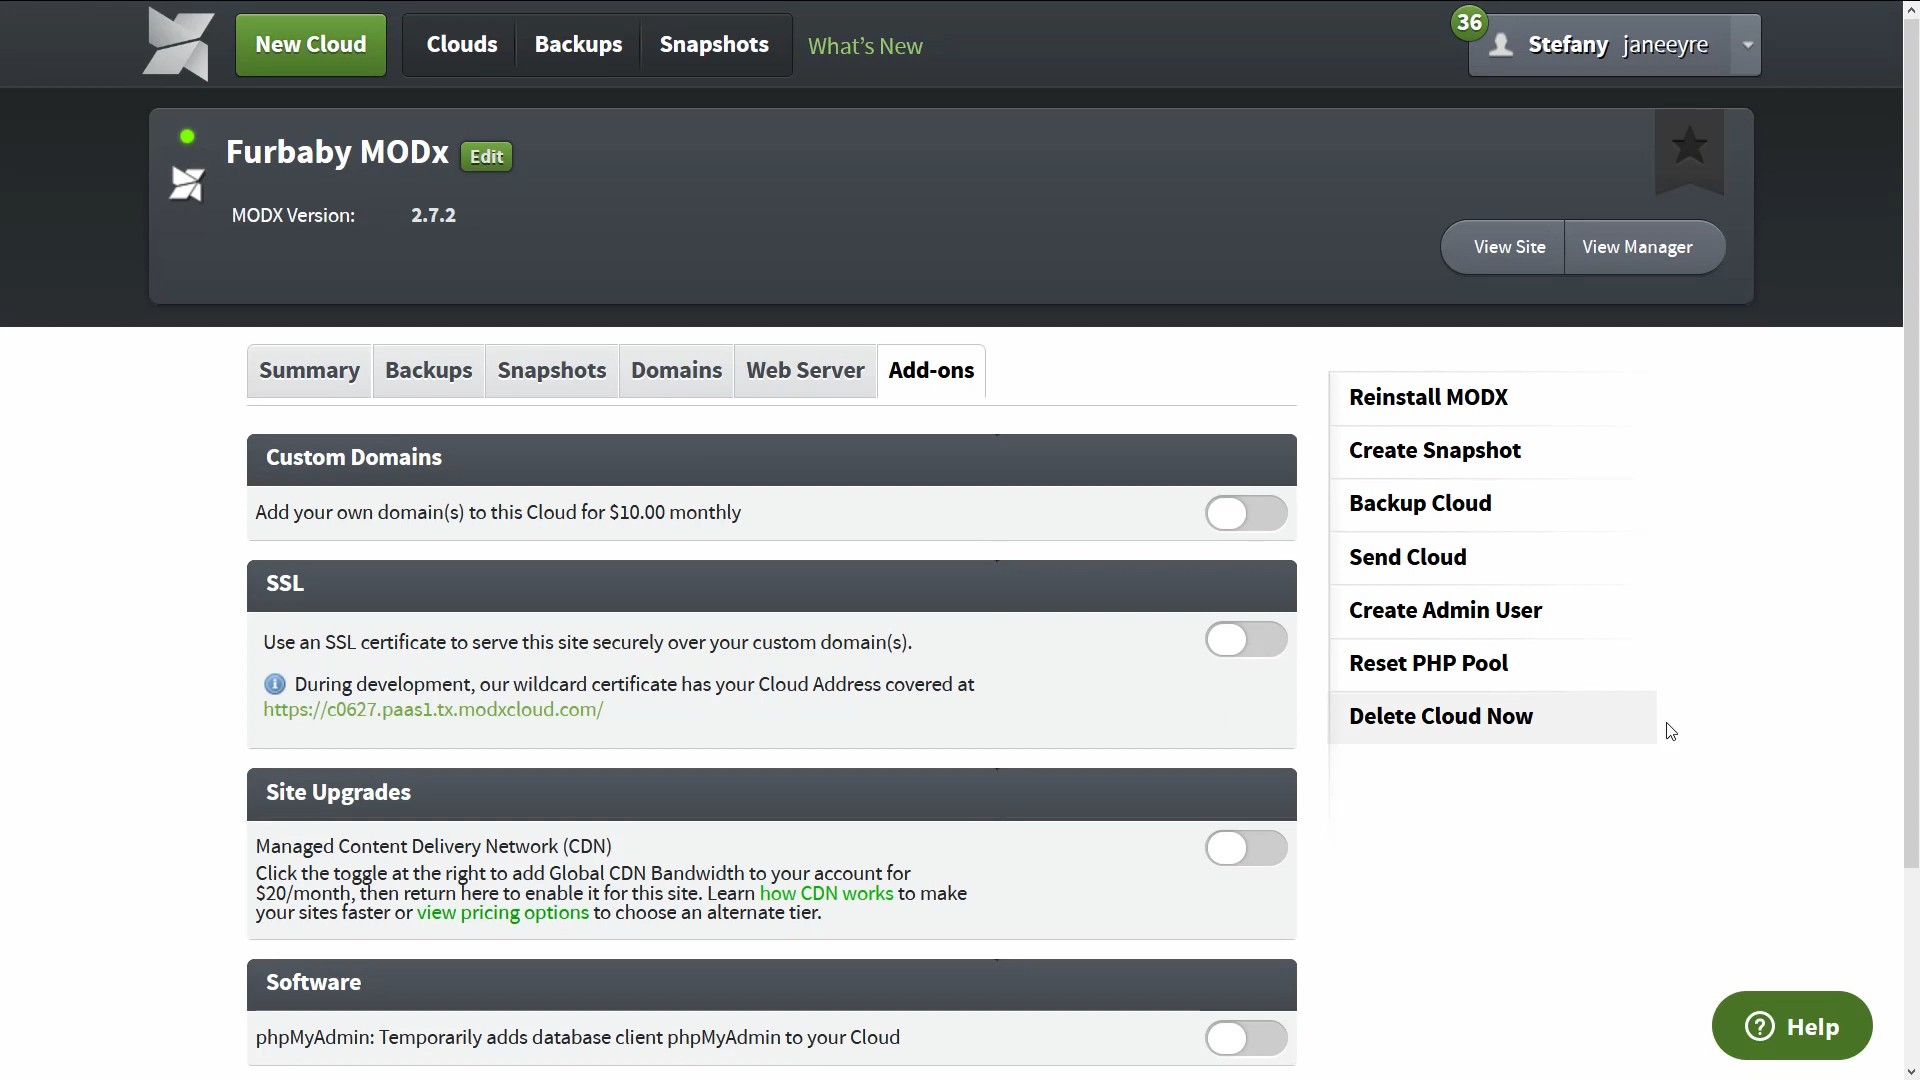 New Cloud
Clouds
Backups
Snapshots
What's New
36
Stefany janeeyre
Furbaby MODx
Edit
MODX Version: 2.7.2
View Site
View Manager
Summary
Backups
Snapshots
Domains
Web Server
Add-ons
Custom Domains
Add your own domain(s) to this Cloud for $10.00 monthly
SSL
Use an SSL certificate to serve this site securely over your custom domain(s).
During development, our wildcard certificate has your Cloud Address covered at
https://c0627.paas1.tx.modxcloud.com/
Site Upgrades
Managed Content Delivery Network (CDN)
Click the toggle at the right to add Global CDN Bandwidth to your account for
$20/month, then return here to enable it for this site. Learn how CDN works to make
your sites faster or view pricing options to choose an alternate tier.
Software
phpMyAdmin: Temporarily adds database client phpMyAdmin to your Cloud
Reinstall MODX
Create Snapshot
Backup Cloud
Send Cloud
Create Admin User
Reset PHP Pool
Delete Cloud Now
Help